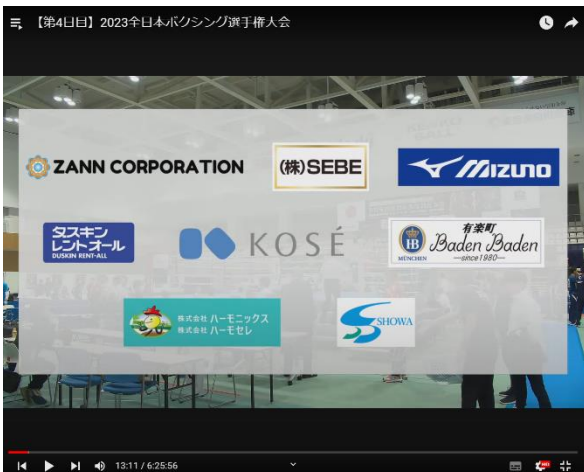 【第4日目】2023全日本ボクシング選手権大会
ZANN CORPORATION
(株)SEBE
MIZUNO
ダスキン
レントオール
DUSKIN RENT-ALL
KOSÉ
HB
MÜNCHEN
有楽町
Baden Baden
—since1980—
株式会社 ハーモニックス
株式会社 ハーモセレ
SHOWA
13:11 / 6:25:56